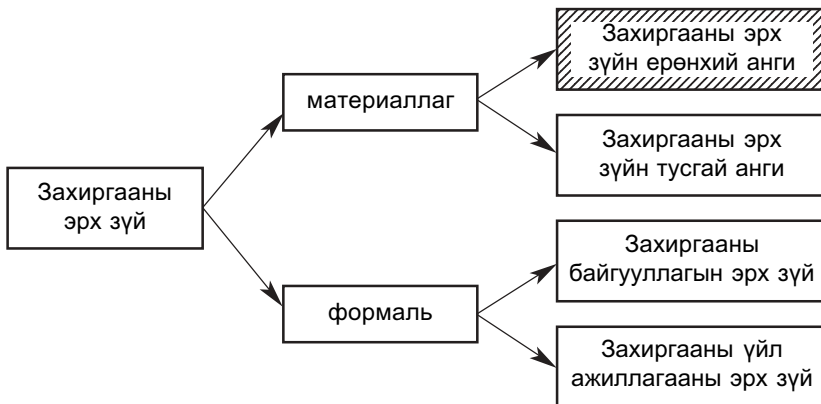 Захиргааны эрх
зүйн ерөнхий анги
материаллаг
Захиргааны эрх
зүйн тусгай анги
Захиргааны
эрх зүй
Захиргааны
байгууллагын эрх зүй
формаль
Захиргааны үйл
ажиллагааны эрх зүй